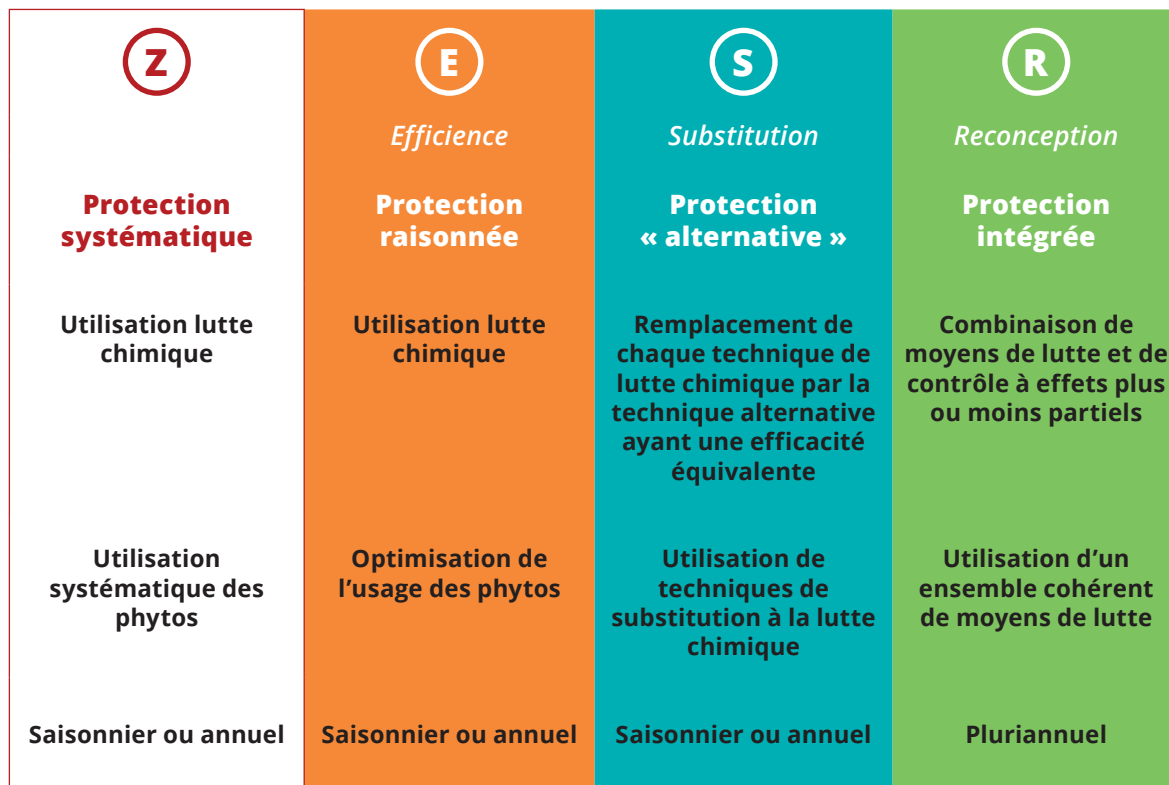 Z
Efficience
E
Substitution
S
Reconception
R
Protection
systématique
Protection
raisonnée
Protection
« alternative »
Protection
intégrée
Utilisation lutte
chimique
Utilisation lutte
chimique
Remplacement de
chaque technique de
lutte chimique par la
technique alternative
ayant une efficacité
équivalente
Combinaison de
moyens de lutte et de
contrôle à effets plus
ou moins partiels
Utilisation
systématique des
phytos
Optimisation de
l’usage des phytos
Utilisation de
techniques de
substitution à la lutte
chimique
Utilisation d’un
ensemble cohérent
de moyens de lutte
Saisonnier ou annuel
Saisonnier ou annuel
Saisonnier ou annuel
Pluriannuel